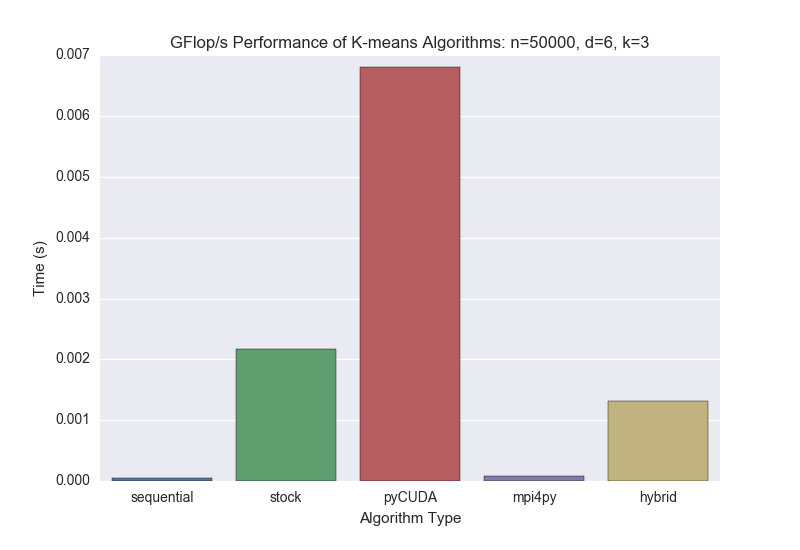 GFlop/s Performance of K-means Algorithms: n=50000, d=6, k=3
0.007
0.006
0.005
0.004
0.003
0.002
0.001
0.000
Time (s)
sequential stock pyCUDA mpi4py hybrid
Algorithm Type